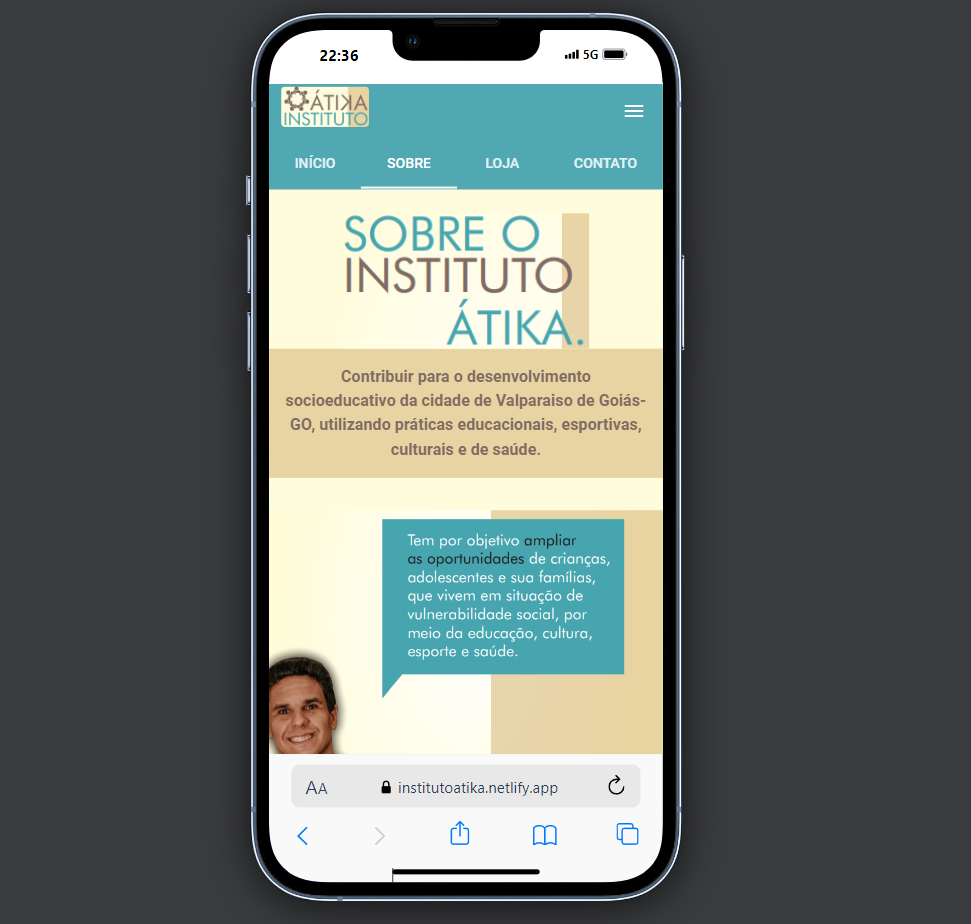 22:36
5G
ÁTIKA
INSTITUTO
INÍCIO SOBRE LOJA CONTATO
SOBRE O
INSTITUTO
ÁTIKA.
Contribuir para o desenvolvimento
socioeducativo da cidade de Valparaiso de Goiás-
GO, utilizando práticas educacionais, esportivas,
culturais e de saúde.
Tem por objetivo ampliar
as oportunidades de crianças,
adolescentes e sua famílias,
que vivem em situação de
vulnerabilidade social, por
meio da educação, cultura,
esporte e saúde.
AA institutoatika.netlify.app